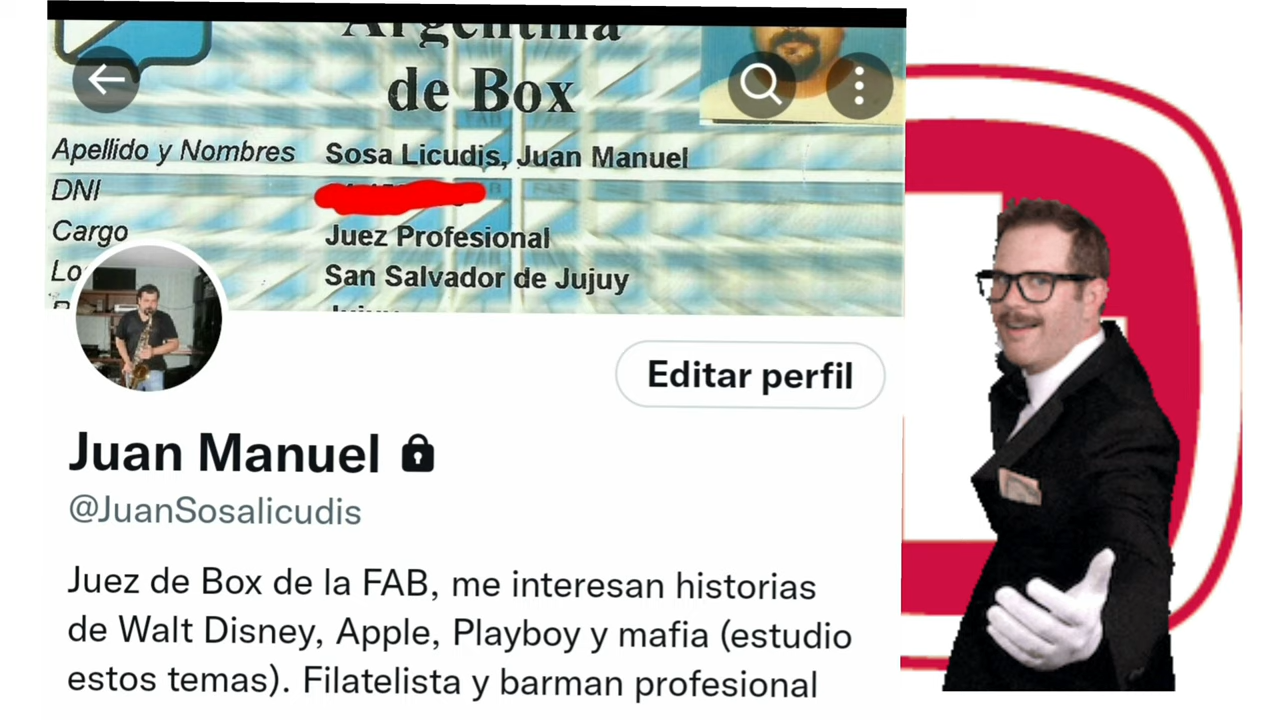 Argentina
de Box
Apellido y Nombres Sosa Licudis, Juan Manuel
DNI
Cargo Juez Profesional
San Salvador de Jujuy
Editar perfil
Juan Manuel
@JuanSosalicudis
Juez de Box de la FAB, me interesan historias
de Walt Disney, Apple, Playboy y mafia (estudio
estos temas). Filatelista y barman profesional